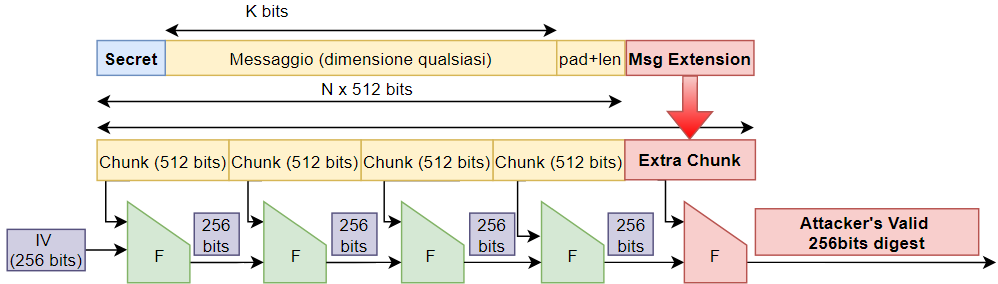 K bits
Secret
Messaggio (dimensione qualsiasi)
pad+len
Msg Extension
N x 512 bits
Chunk (512 bits)
Chunk (512 bits)
Chunk (512 bits)
Chunk (512 bits)
Extra Chunk
IV
(256 bits)
F
256
bits
F
256
bits
F
256
bits
F
256
bits
F
Attacker's Valid
256bits digest